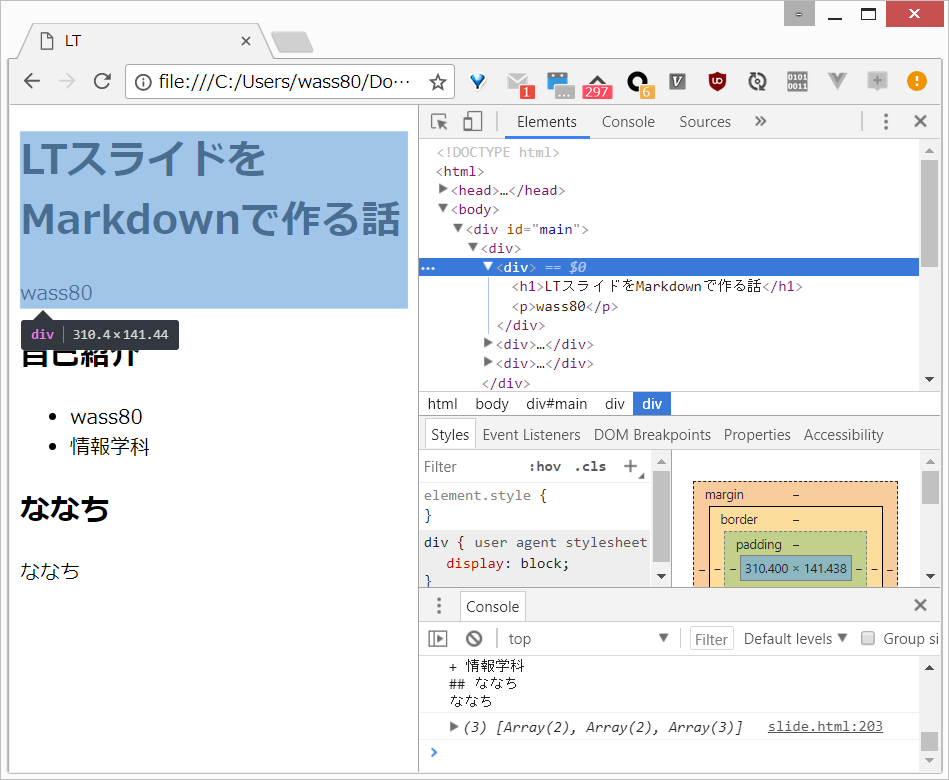 LT
file:///C:/Users/wass80/Do…
1
...
297
6
V
0101
0011
LTスライドを
Markdownで作る話
wass80
div 310.4 × 141.44
自己紹介
wass80
情報学科
ななち
ななち
Elements Console Sources »
<!DOCTYPE html>
<html>
<head>…</head>
<body>
<div id="main">
<div>
… <div> == $0
<h1>LTスライドをMarkdownで作る話</h1>
<p>wass80</p>
</div>
<div>…</div>
<div>…</div>
</div>
html body div#main div div
Styles Event Listeners DOM Breakpoints Properties Accessibility
Filter :hov .cls +
element.style {
}
div { user agent stylesheet
display: block;
}
margin –
border –
padding –
– – – 310.400 × 141.438 – – –
Console
top Filter Default levels Group si
+ 情報学科
## ななち
ななち
(3) [Array(2), Array(2), Array(3)] slide.html:203
>